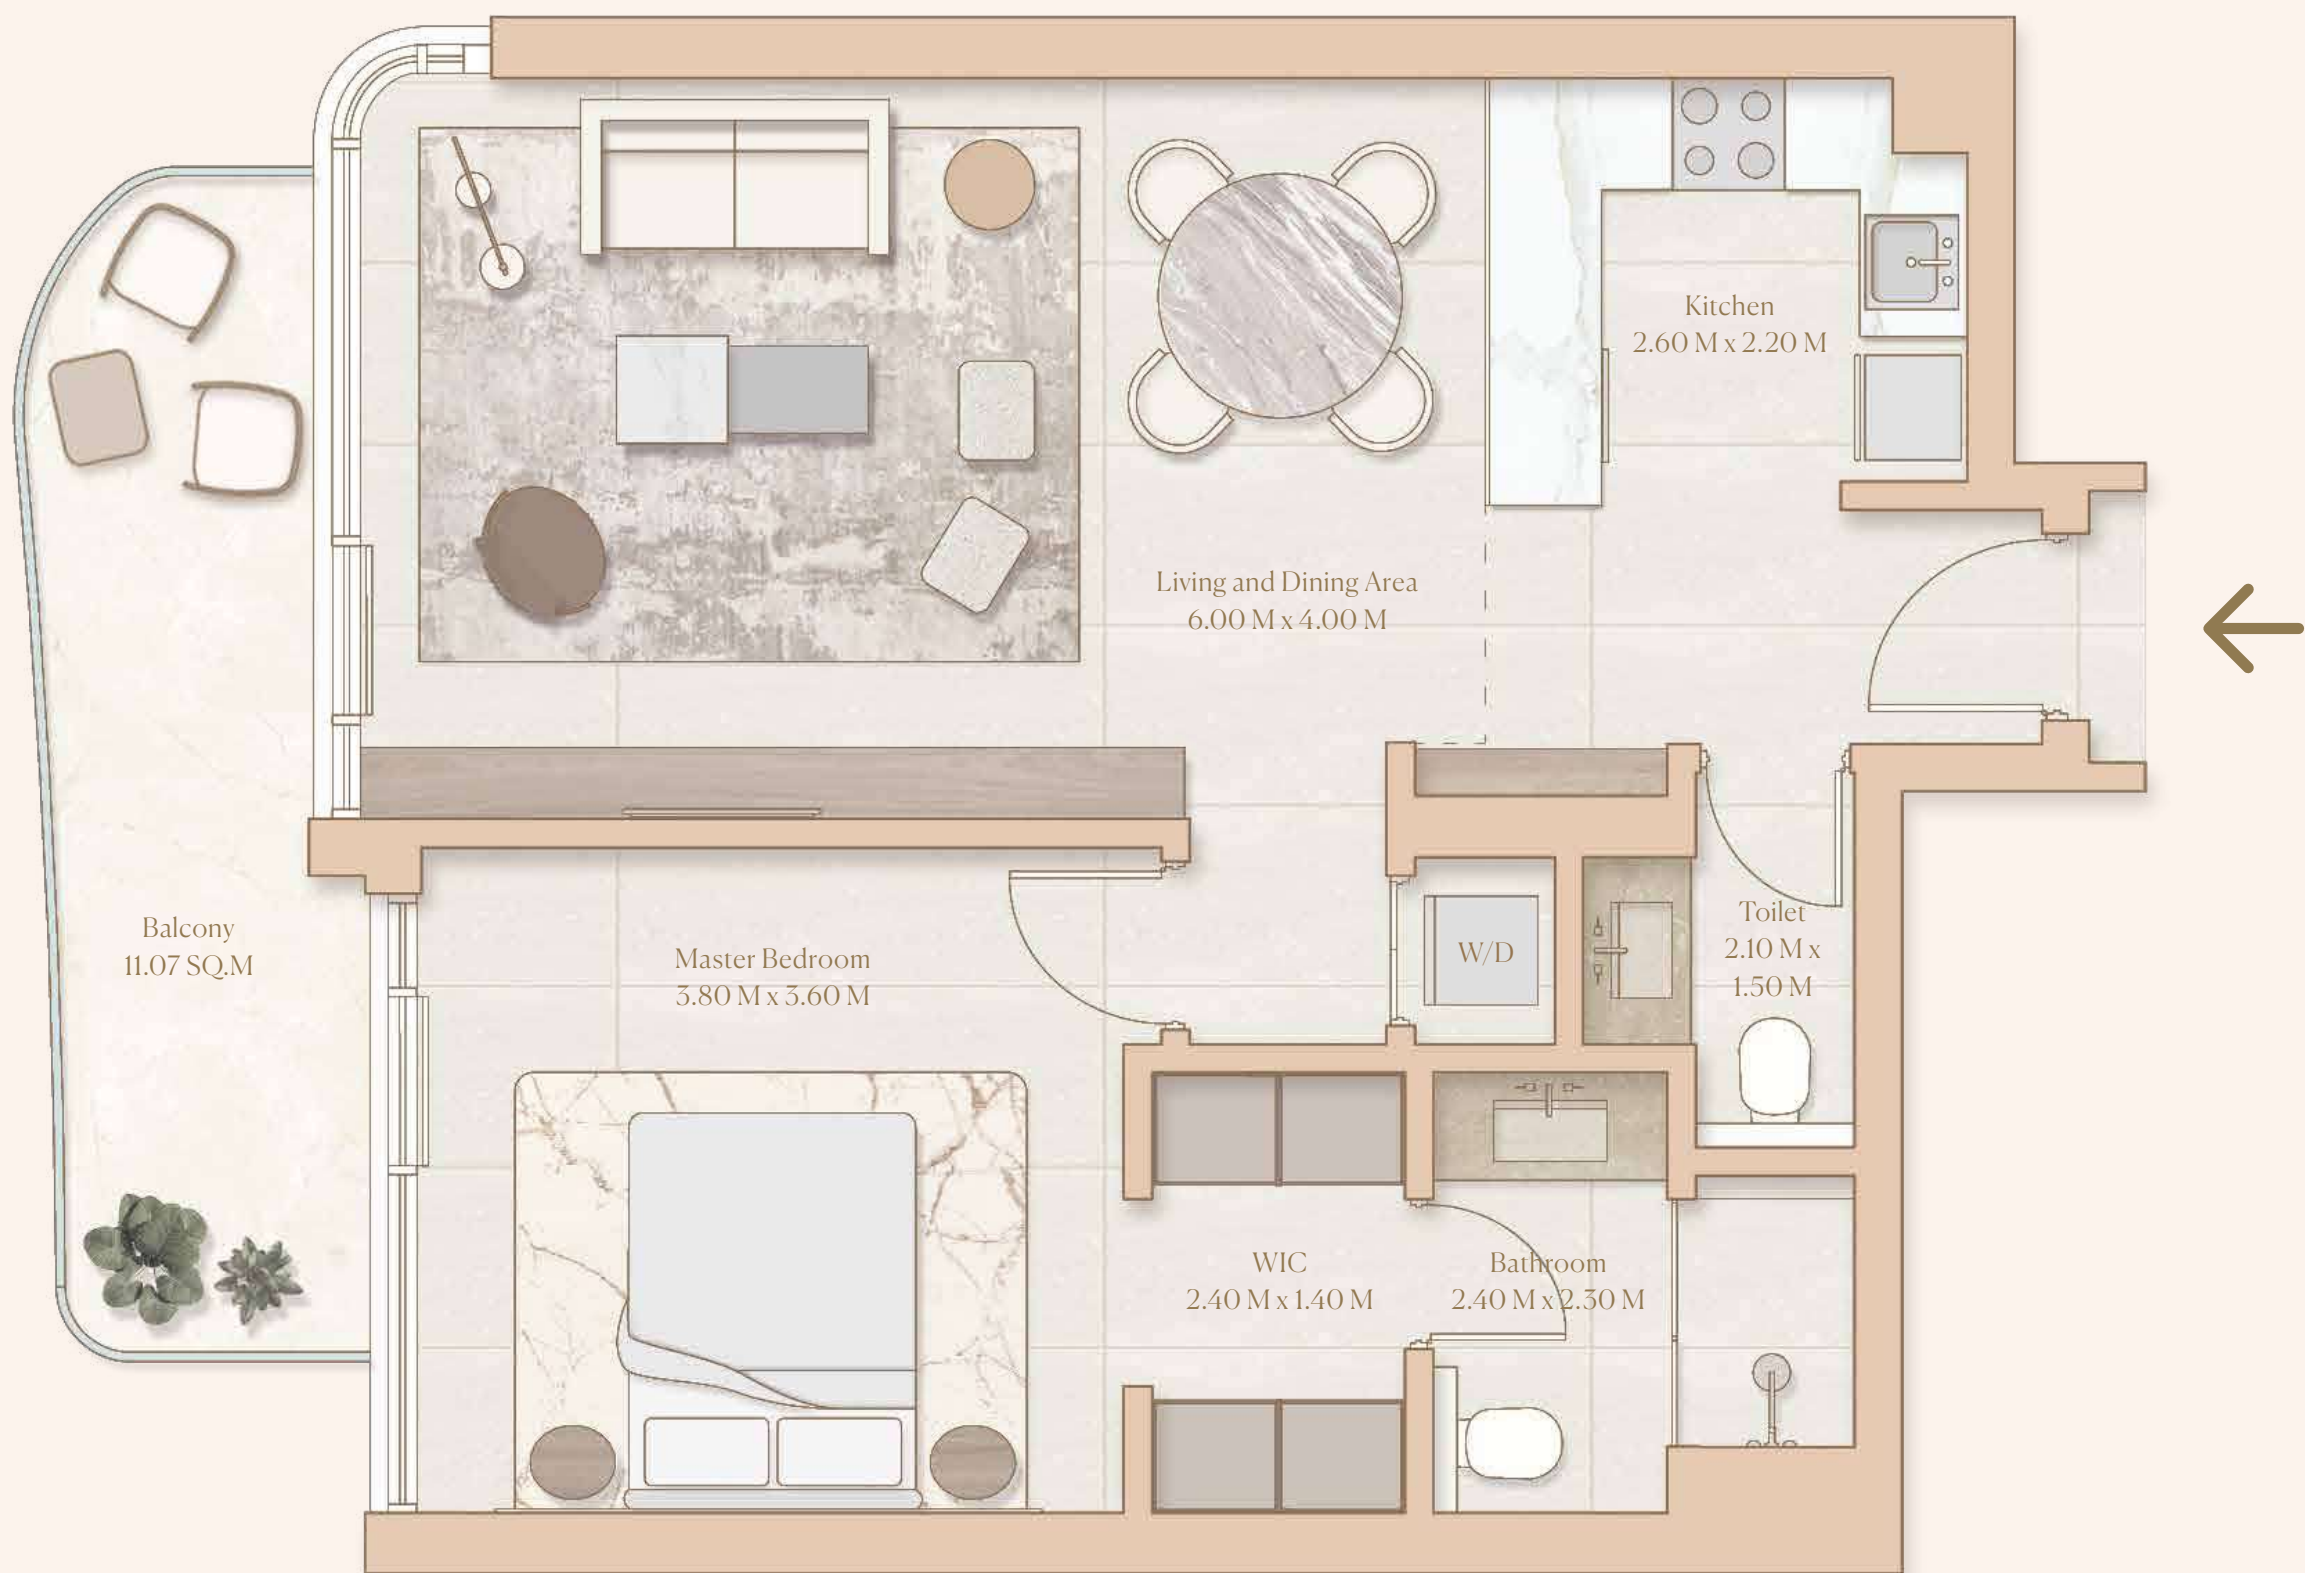 Kitchen
2.60 M x 2.20 M
Living and Dining Area
6.00 M x 4.00 M
Balcony
11.07 SQ.M
Master Bedroom
3.80 M x 3.60 M
W/D
Toilet
2.10 M x
1.50 M
WIC
2.40 M x 1.40 M
Bathroom
2.40 M x 2.30 M